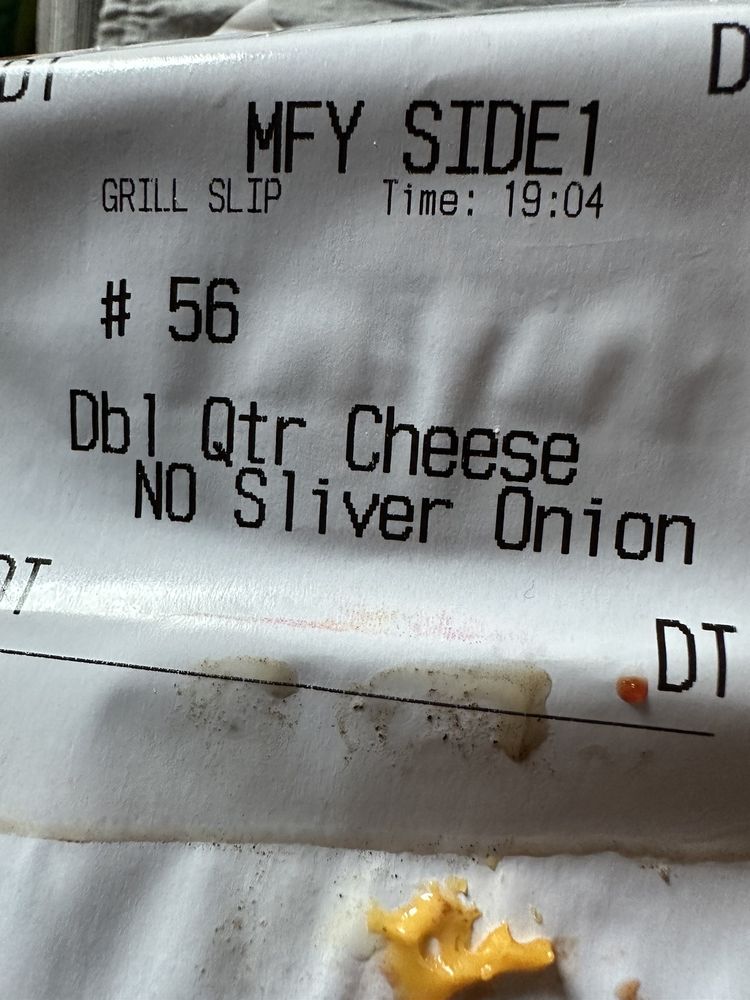 DT D
MFY SIDE1
GRILL SLIP Time: 19:04
# 56
Dbl Qtr Cheese
NO Sliver Onion
DT
DT